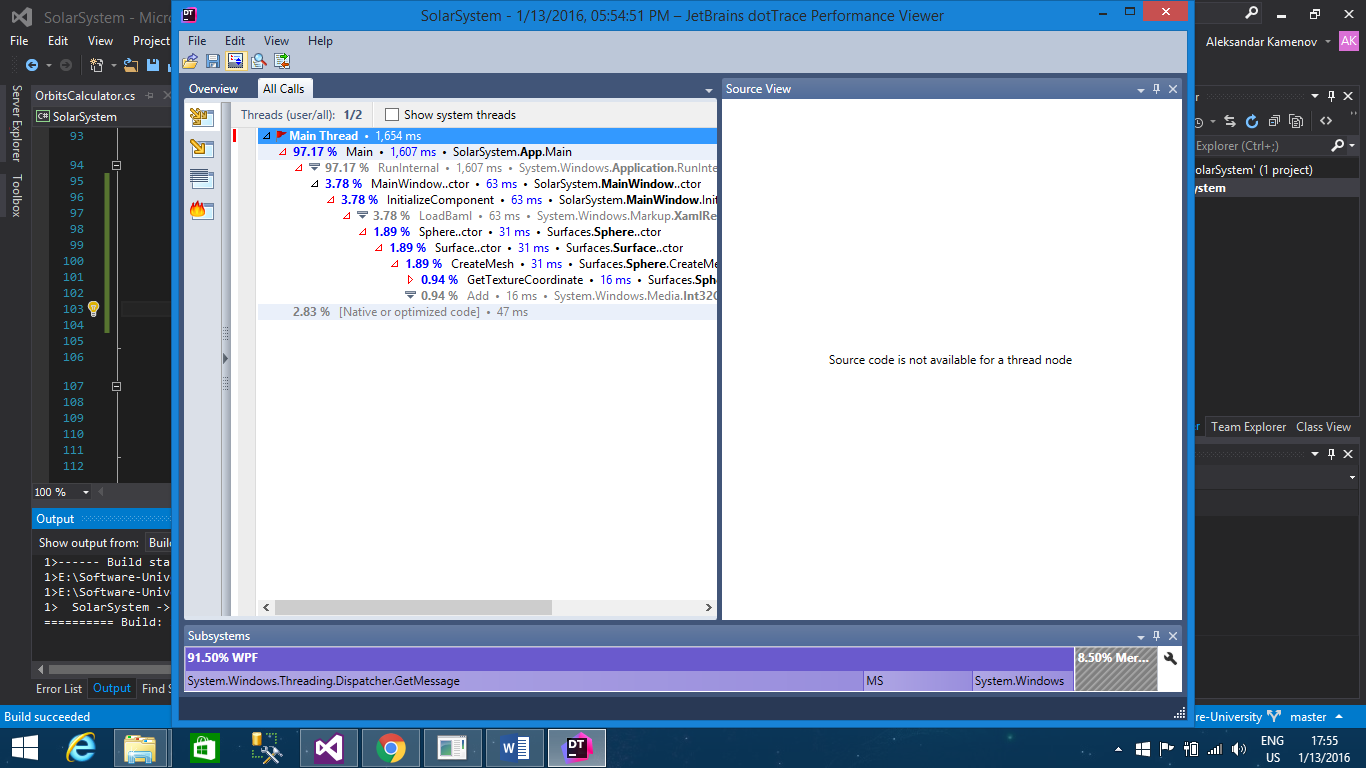 SolarSystem - Micro
SolarSystem - 1/13/2016, 05:54:51 PM – JetBrains dotTrace Performance Viewer
File Edit View Project
File Edit View Help
Aleksandar Kamenov AK
Server Explorer
Toolbox
OrbitsCalculator.cs
C# SolarSystem
93
94
95
96
97
98
99
100
101
102
103
104
105
106
107
108
109
110
111
112
100 %
Output
Show output from: Buil
1>------ Build sta
1>E:\Software-Univ
1>E:\Software-Univ
1> SolarSystem ->
========== Build:
Error List Output Find S
Build succeeded
Overview All Calls
Threads (user/all): 1/2 Show system threads
Main Thread • 1,654 ms
97.17 % Main • 1,607 ms • SolarSystem.App.Main
97.17 % RunInternal • 1,607 ms • System.Windows.Application.RunInterna
3.78 % MainWindow..ctor • 63 ms • SolarSystem.MainWindow..ctor
3.78 % InitializeComponent • 63 ms • SolarSystem.MainWindow.Init
3.78 % LoadBaml • 63 ms • System.Windows.Markup.XamlRe
1.89 % Sphere..ctor • 31 ms • Surfaces.Sphere..ctor
1.89 % Surface..ctor • 31 ms • Surfaces.Surface..ctor
1.89 % CreateMesh • 31 ms • Surfaces.Sphere.CreateMe
0.94 % GetTextureCoordinate • 16 ms • Surfaces.Sph
0.94 % Add • 16 ms • System.Windows.Media.Int32C
2.83 % [Native or optimized code] • 47 ms
Source View
Source code is not available for a thread node
Subsystems
91.50% WPF 8.50% Mer...
System.Windows.Threading.Dispatcher.GetMessage MS System.Windows
r
Explorer (Ctrl+;)
olarSystem' (1 project)
ystem
r Team Explorer Class View
re-University master
DT
ENG
US
17:55
1/13/2016